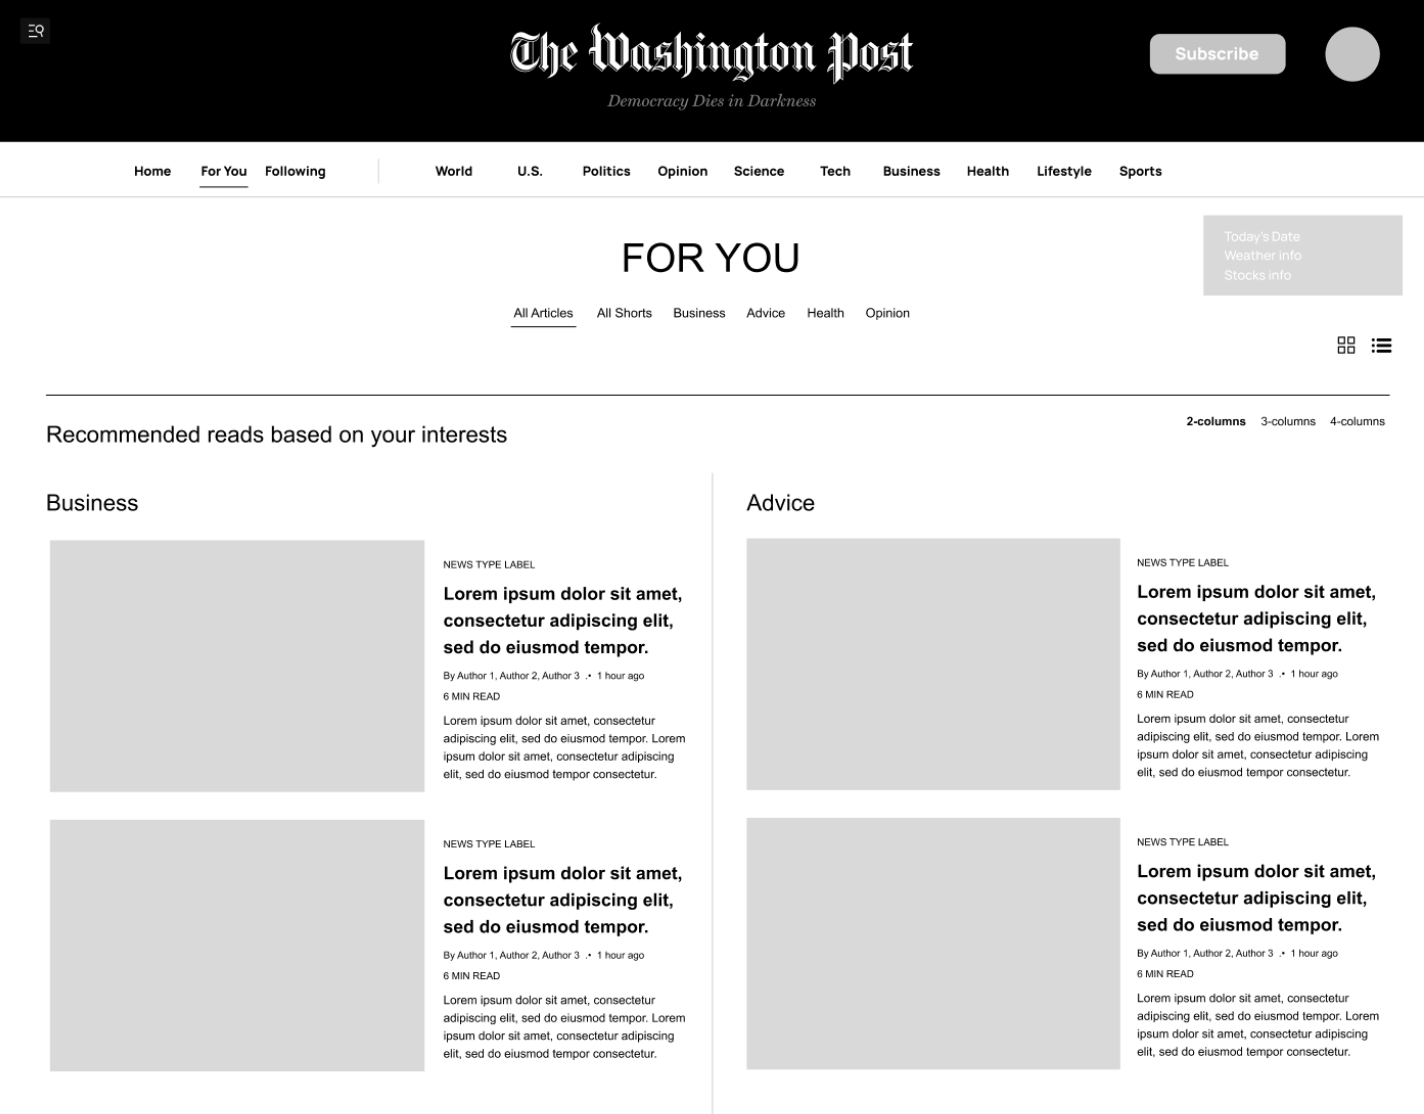 The Washington Post
Democracy Dies in Darkness
Subscribe
Home For You Following World U.S. Politics Opinion Science Tech Business Health Lifestyle Sports
FOR YOU
Today's Date
Weather info
Stocks info
All Articles All Shorts Business Advice Health Opinion
2-columns 3-columns 4-columns
Recommended reads based on your interests
Business
NEWS TYPE LABEL
Lorem ipsum dolor sit amet,
consectetur adipiscing elit,
sed do eiusmod tempor.
By Author 1, Author 2, Author 3 .• 1 hour ago
6 MIN READ
Lorem ipsum dolor sit amet, consectetur
adipiscing elit, sed do eiusmod tempor. Lorem
ipsum dolor sit amet, consectetur adipiscing
elit, sed do eiusmod tempor consectetur.
NEWS TYPE LABEL
Lorem ipsum dolor sit amet,
consectetur adipiscing elit,
sed do eiusmod tempor.
By Author 1, Author 2, Author 3 .• 1 hour ago
6 MIN READ
Lorem ipsum dolor sit amet, consectetur
adipiscing elit, sed do eiusmod tempor. Lorem
ipsum dolor sit amet, consectetur adipiscing
elit, sed do eiusmod tempor consectetur.
Advice
NEWS TYPE LABEL
Lorem ipsum dolor sit amet,
consectetur adipiscing elit,
sed do eiusmod tempor.
By Author 1, Author 2, Author 3 .• 1 hour ago
6 MIN READ
Lorem ipsum dolor sit amet, consectetur
adipiscing elit, sed do eiusmod tempor. Lorem
ipsum dolor sit amet, consectetur adipiscing
elit, sed do eiusmod tempor consectetur.
NEWS TYPE LABEL
Lorem ipsum dolor sit amet,
consectetur adipiscing elit,
sed do eiusmod tempor.
By Author 1, Author 2, Author 3 .• 1 hour ago
6 MIN READ
Lorem ipsum dolor sit amet, consectetur
adipiscing elit, sed do eiusmod tempor. Lorem
ipsum dolor sit amet, consectetur adipiscing
elit, sed do eiusmod tempor consectetur.